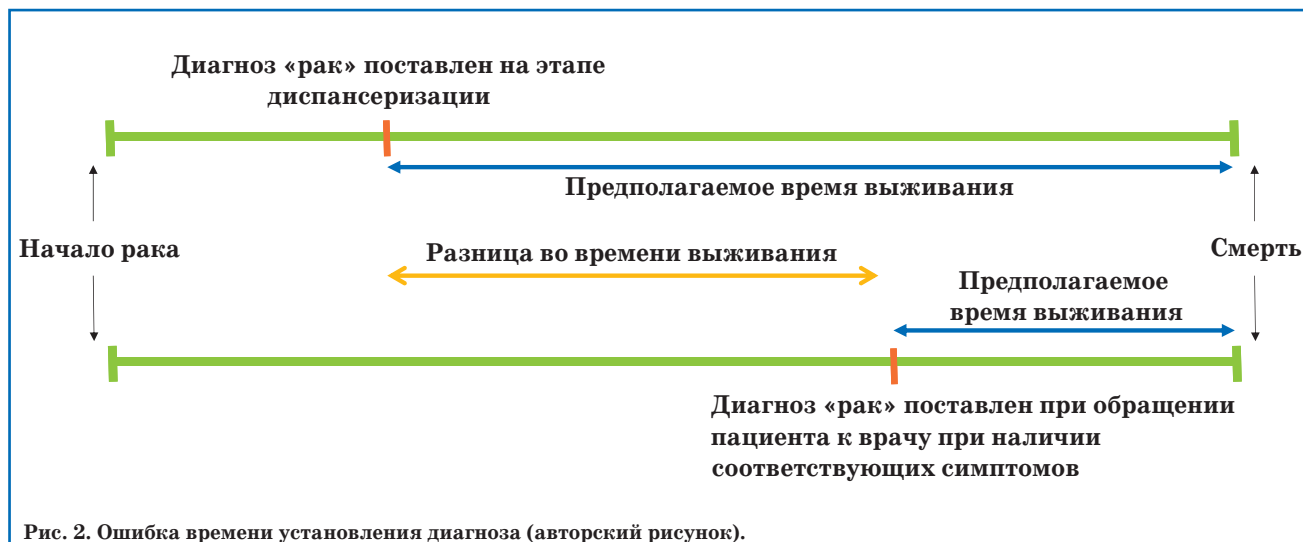 Диагноз «рак» поставлен на этапе
диспансеризации
Предполагаемое время выживания
Начало рака
Разница во времени выживания
Смерть
Предполагаемое
время выживания
Диагноз «рак» поставлен при обращении
пациента к врачу при наличии
соответствующих симптомов
Рис. 2. Ошибка времени установления диагноза (авторский рисунок).